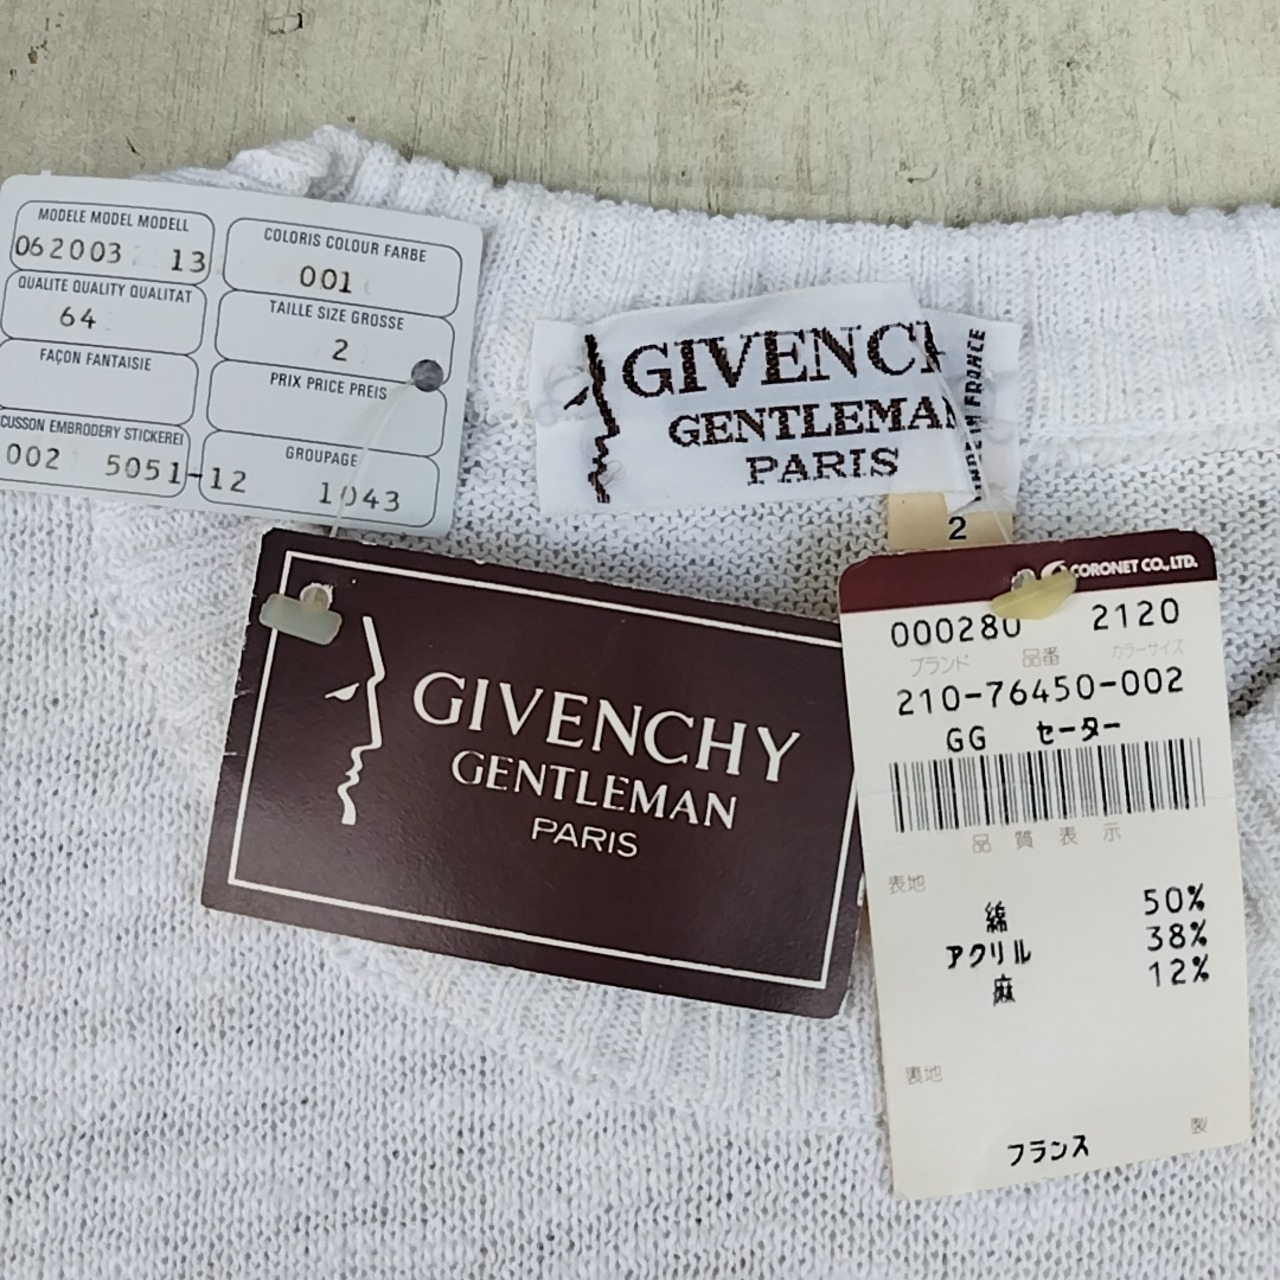 MODELE MODEL MODELL
062003 13
COLORIS COLOUR FARBE
001
QUALITE QUALITY QUALITAT
64
TAILLE SIZE GROSSE
2
FAÇON FANTAISIE
PRIX PRICE PREIS
CUSSON EMBRODERY STICKEREI
002 5051-12
GROUPAGE
1043
GIVENCH
GENTLEMAN
PARIS
MADE IN FRANCE
2
GIVENCHY
GENTLEMAN
PARIS
CORONET CO.,LTD.
000280 2120
ブランド 品番 カラーサイズ
210-76450-002
GG セーター
品質表示
表地
綿 50%
アクリル 38%
麻 12%
裏地
フランス 製